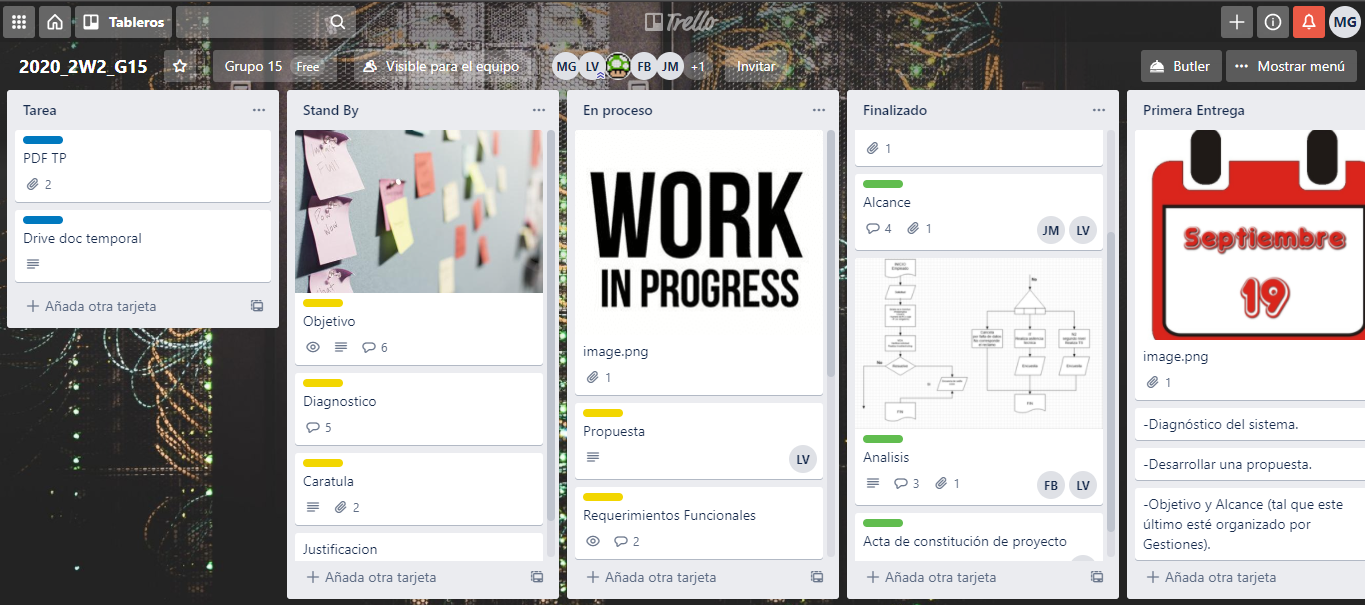 Tableros
Trello
MG
2020_2W2_G15
Grupo 15
Free
Visible para el equipo
MG
LV
FB
JM
+1
Invitar
Butler
Mostrar menú
Tarea
PDF TP
2
Drive doc temporal
Añada otra tarjeta
Stand By
Objetivo
6
Diagnostico
5
Caratula
2
Justificacion
Añada otra tarjeta
En proceso
WORK
IN PROGRESS
image.png
1
Propuesta
LV
Requerimientos Funcionales
2
Añada otra tarjeta
Finalizado
1
Alcance
4
1
JM
LV
No
No
FIN
FIN
Analisis
3
1
FB
LV
Acta de constitución de proyecto
Añada otra tarjeta
Primera Entrega
Septiembre
19
image.png
1
-Diagnóstico del sistema.
-Desarrollar una propuesta.
-Objetivo y Alcance (tal que este
último esté organizado por
Gestiones).
Añada otra tarjeta